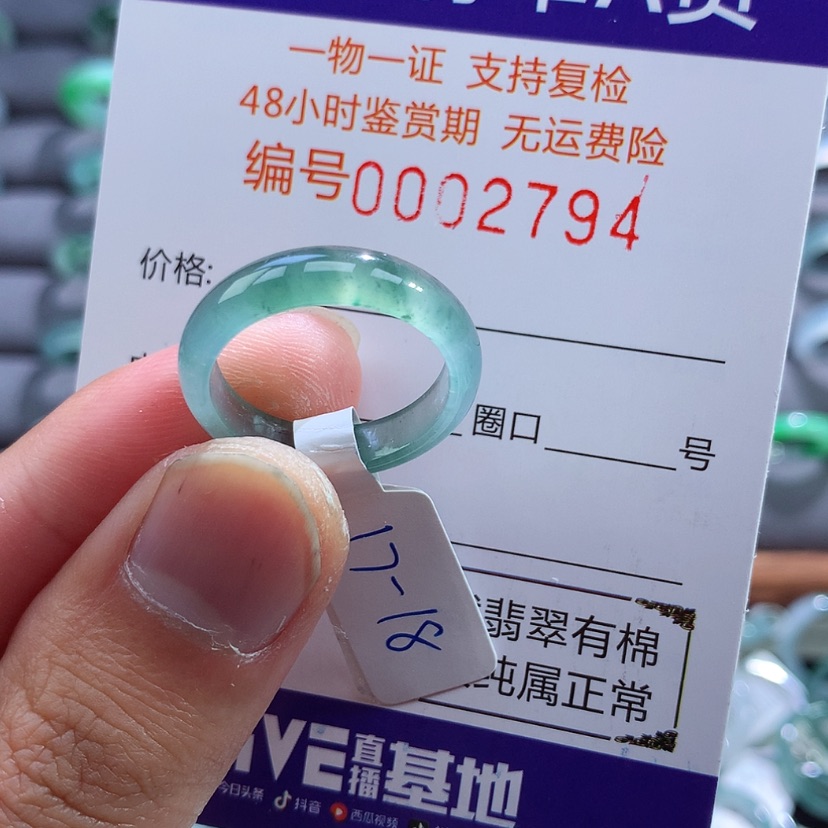 一物一证 支持复检
48小时鉴赏期 无运费险
编号0002794
价格:
圈口 号
17-18
翡翠有棉
纯属正常
直播基地
今日头条 抖音 西瓜视频